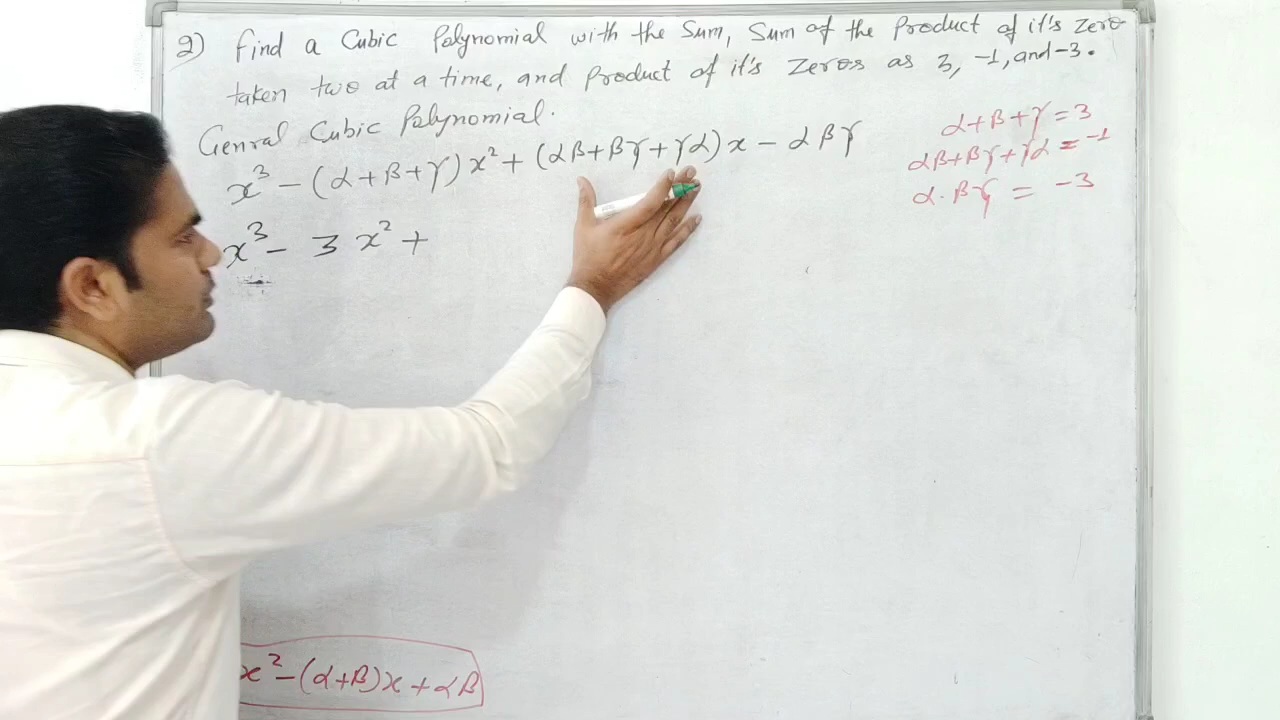 2) Find a Cubic Polynomial with the Sum, Sum of the Product of it's Zero
taken two at a time, and product of it's Zeros as 3, -1, and -3.
Genral Cubic Polynomial.
x³ - (α+β+γ)x² + (αβ+βγ+γα)x - αβγ
x³ - 3x² +
α+β+γ = 3
αβ+βγ+γα = -1
α.βγ = -3
x² - (α+β)x + αβ